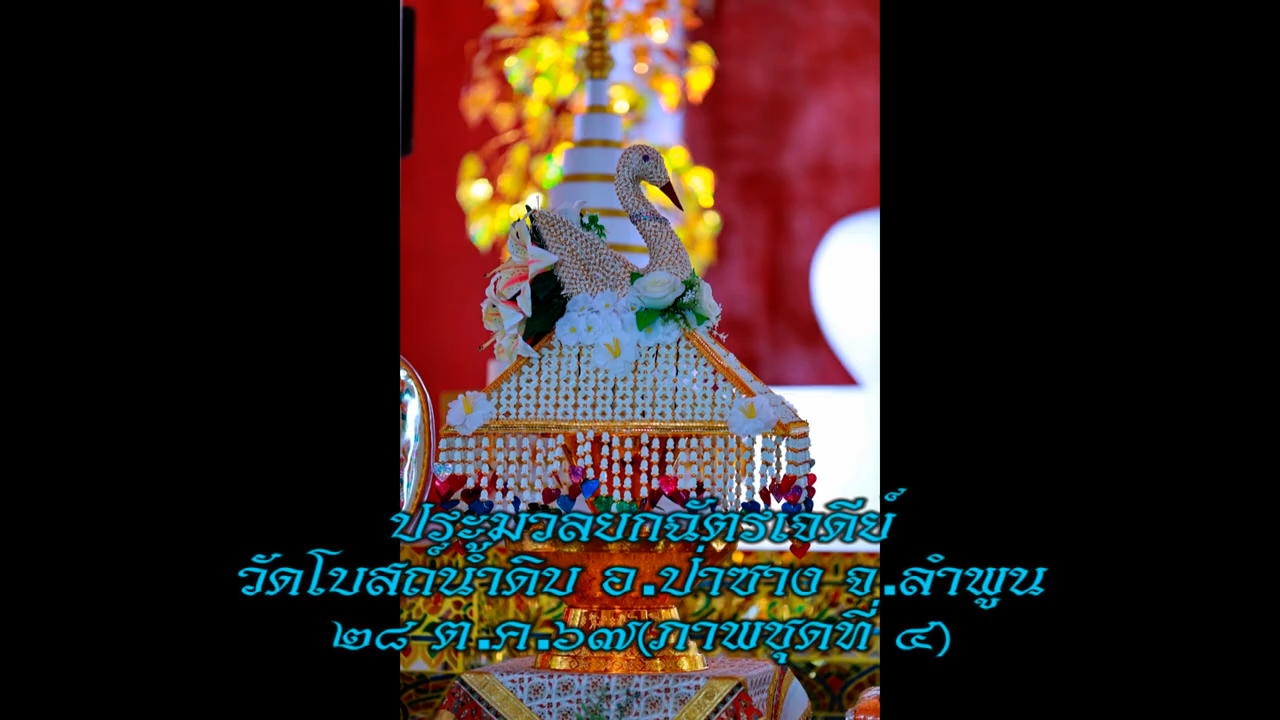 ประมูวลยกฉัตรเจดีย์
วัดโบสถ์น้ำดิบ อ.ป่าซาง จ.ลำพูน
๒๘ ต.ค.๖๗(ภาพชุดที่ ๔)